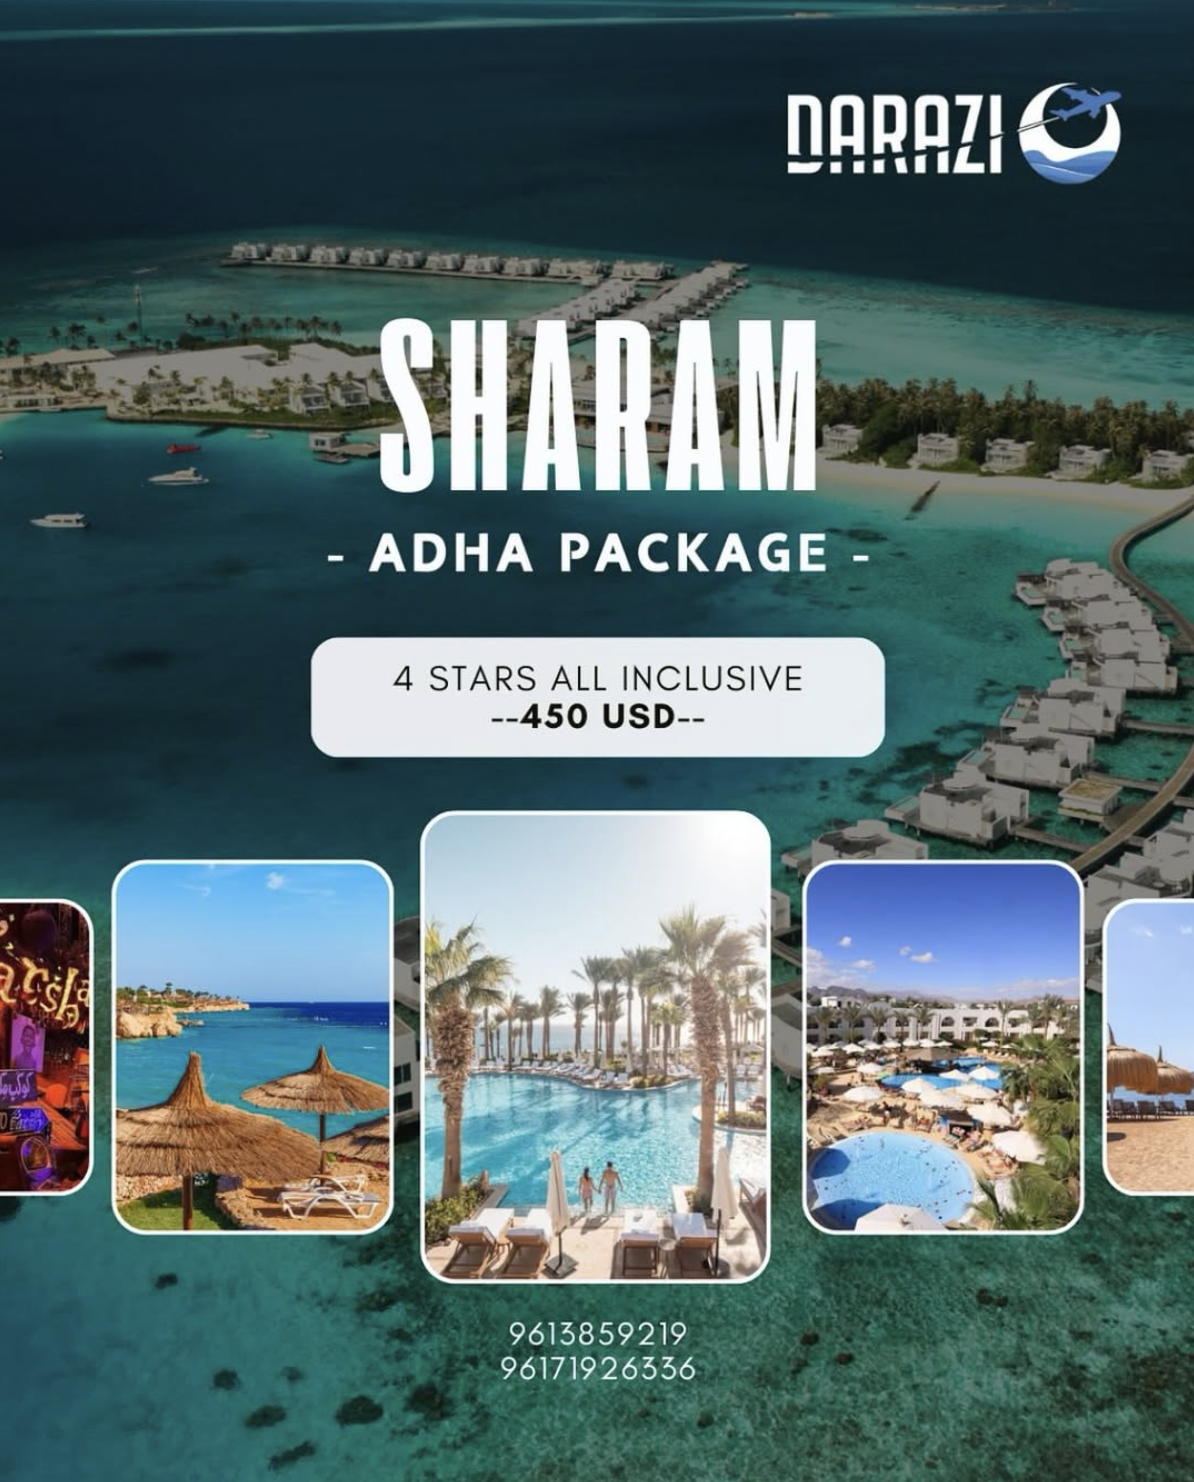 DARAZI
SHARAM
- ADHA PACKAGE -
4 STARS ALL INCLUSIVE
--450 USD--
9613859219
96171926336